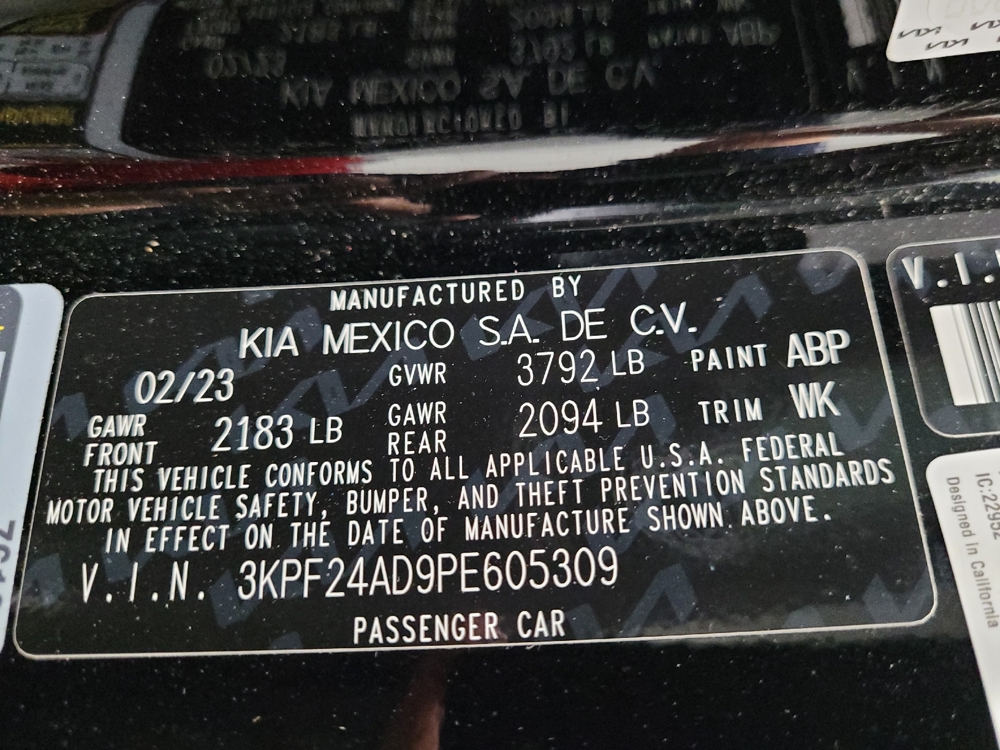 MANUFACTURED BY
KIA MEXICO S.A. DE C.V.
02/23 GVWR 3792 LB PAINT ABP
GAWR FRONT 2183 LB GAWR REAR 2094 LB TRIM WK
THIS VEHICLE CONFORMS TO ALL APPLICABLE U.S.A. FEDERAL
MOTOR VEHICLE SAFETY, BUMPER, AND THEFT PREVENTION STANDARDS
IN EFFECT ON THE DATE OF MANUFACTURE SHOWN ABOVE.
V.I.N. 3KPF24AD9PE605309
PASSENGER CAR
V.I.
IC:22952
Designed in California